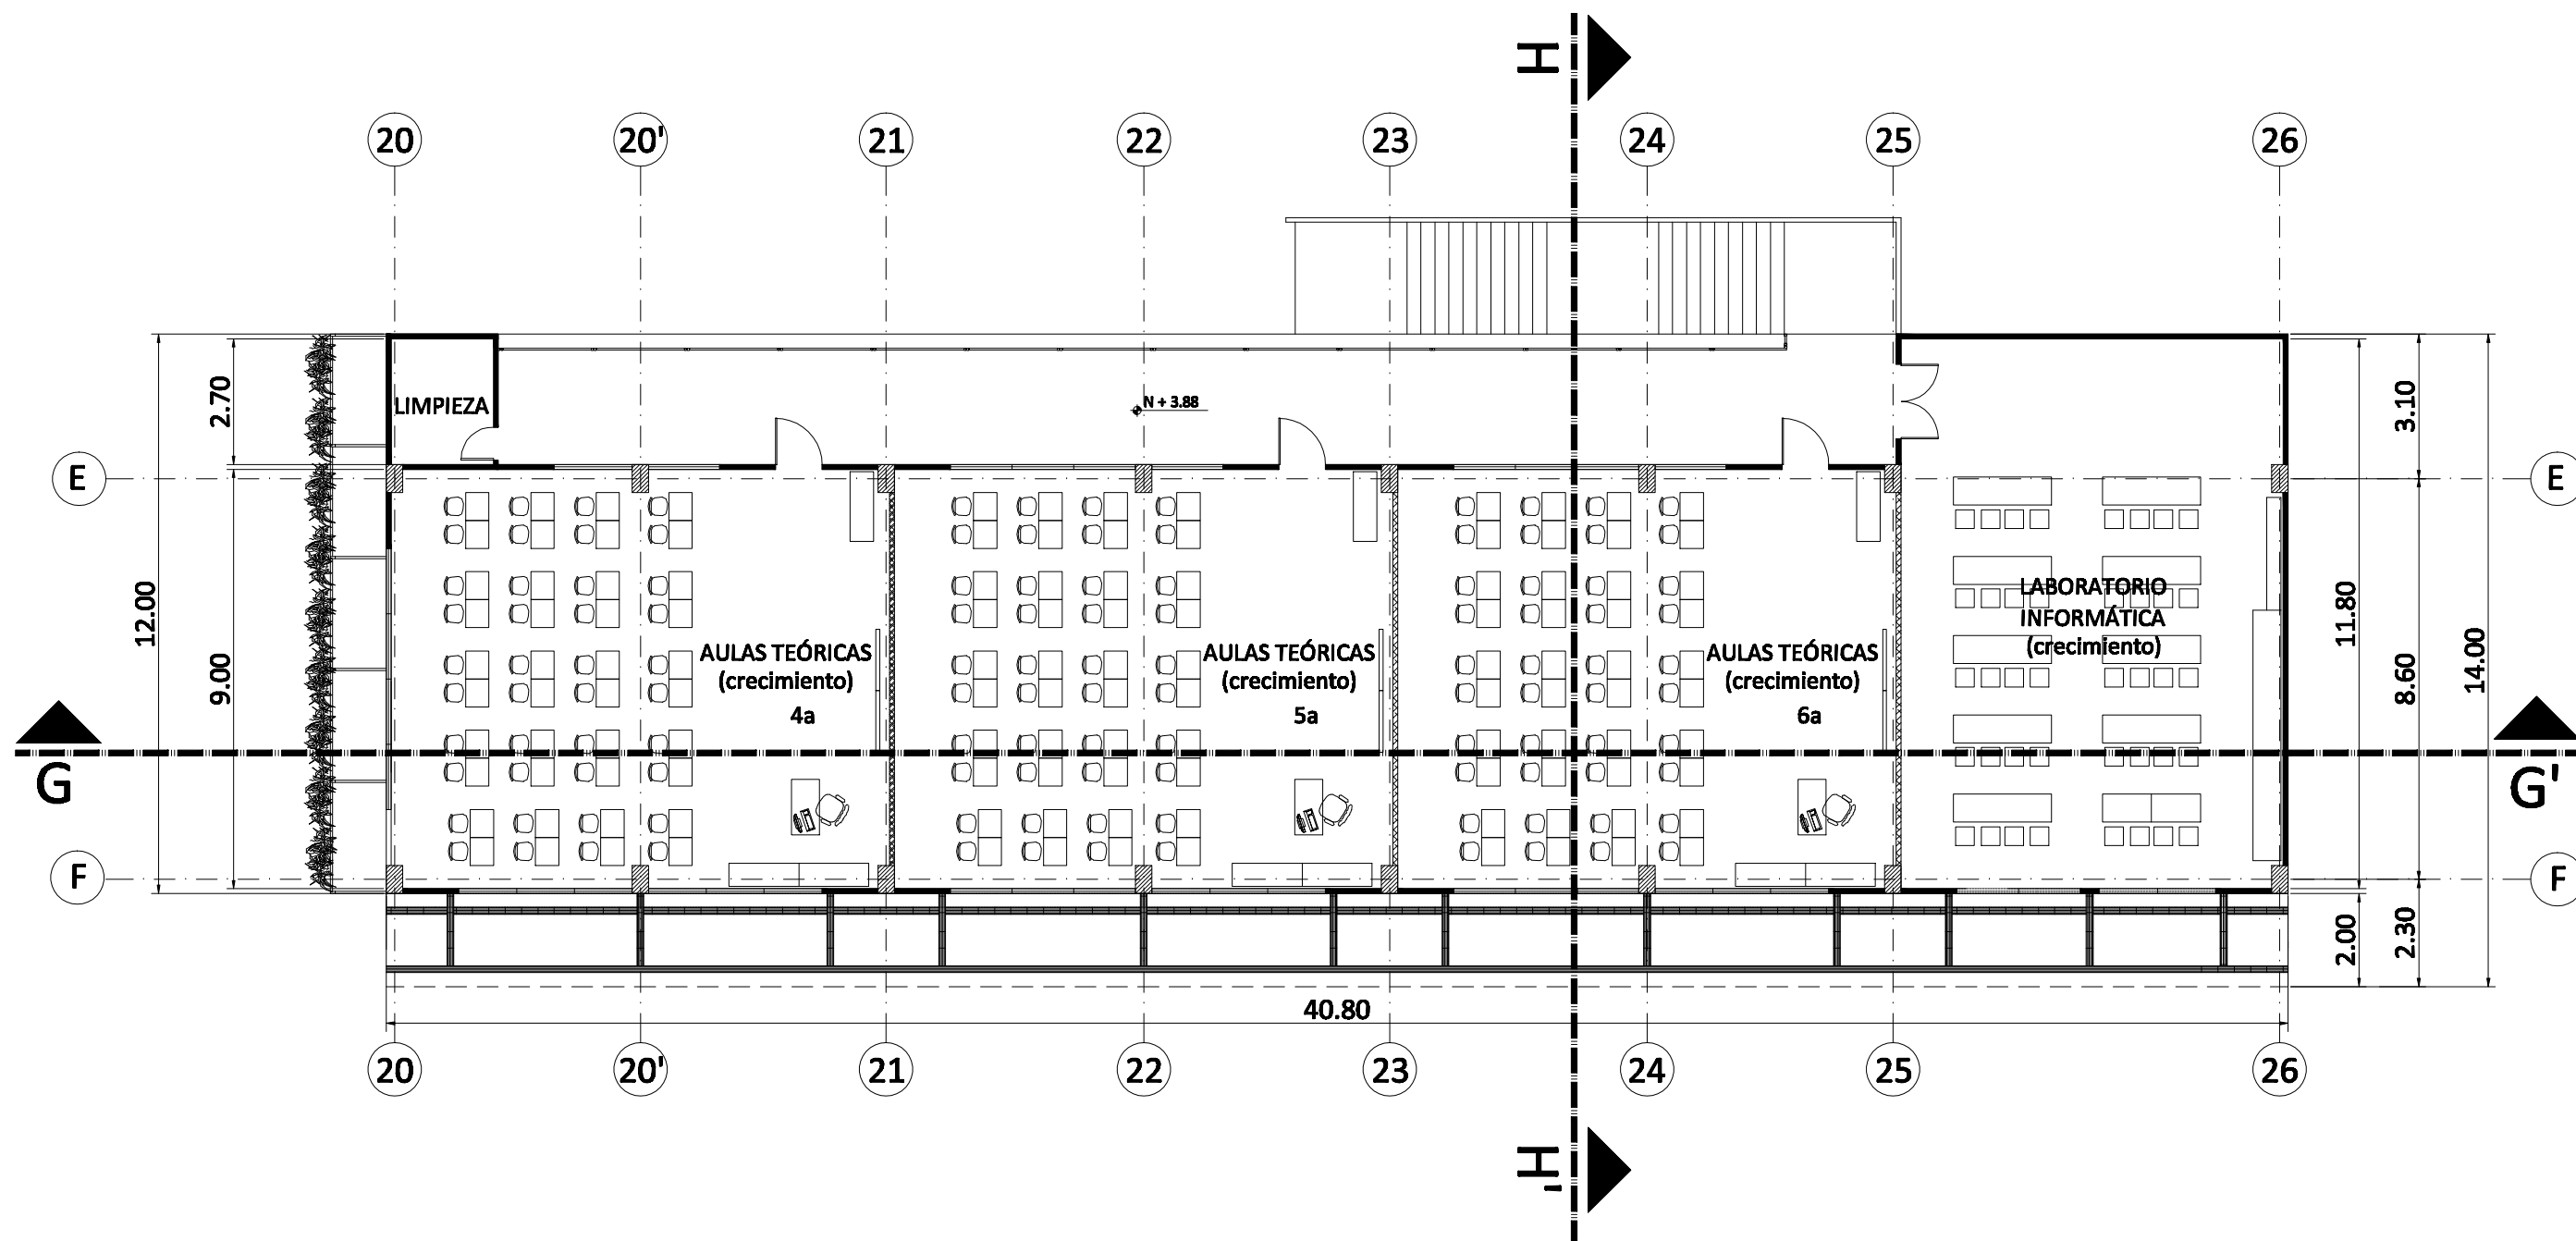 H
20
20'
21
22
23
24
25
26
LIMPIEZA
N + 3.88
2.70
3.10
E
E
12.00
9.00
AULAS TEÓRICAS
(crecimiento)
4a
AULAS TEÓRICAS
(crecimiento)
5a
AULAS TEÓRICAS
(crecimiento)
6a
LABORATORIO
INFORMÁTICA
(crecimiento)
11.80
8.60
14.00
G
G'
F
F
2.00
2.30
40.80
20
20'
21
22
23
24
25
26
H'